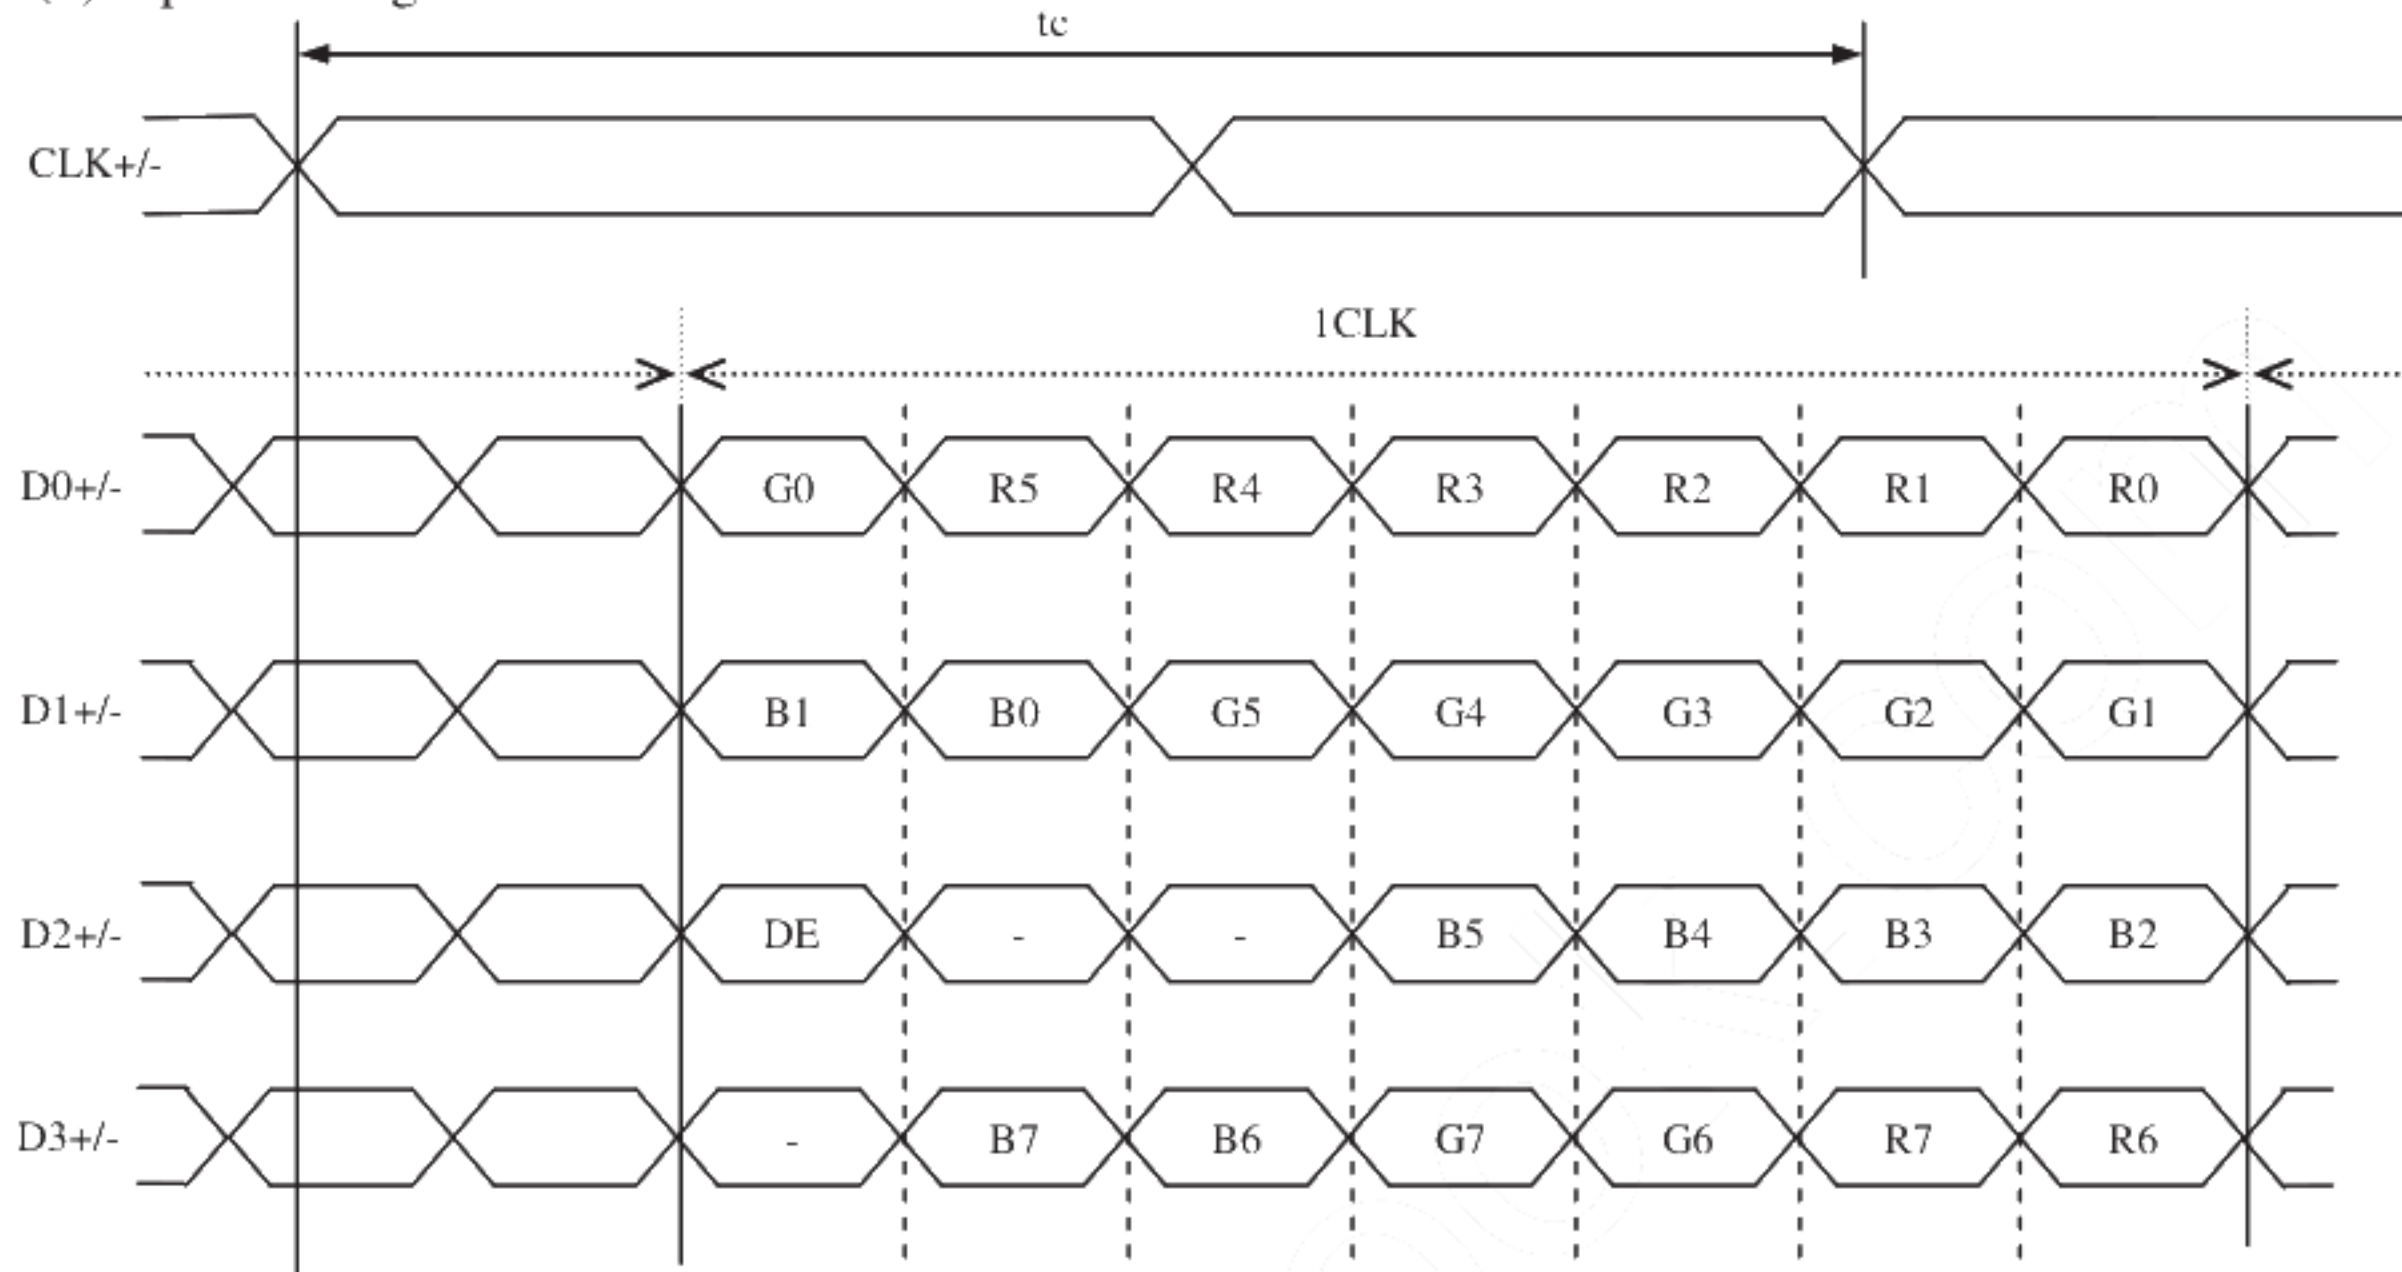 tc
CLK+/-
1CLK
D0+/- G0 R5 R4 R3 R2 R1 R0
D1+/- B1 B0 G5 G4 G3 G2 G1
D2+/- DE - - B5 B4 B3 B2
D3+/- - B7 B6 G7 G6 R7 R6